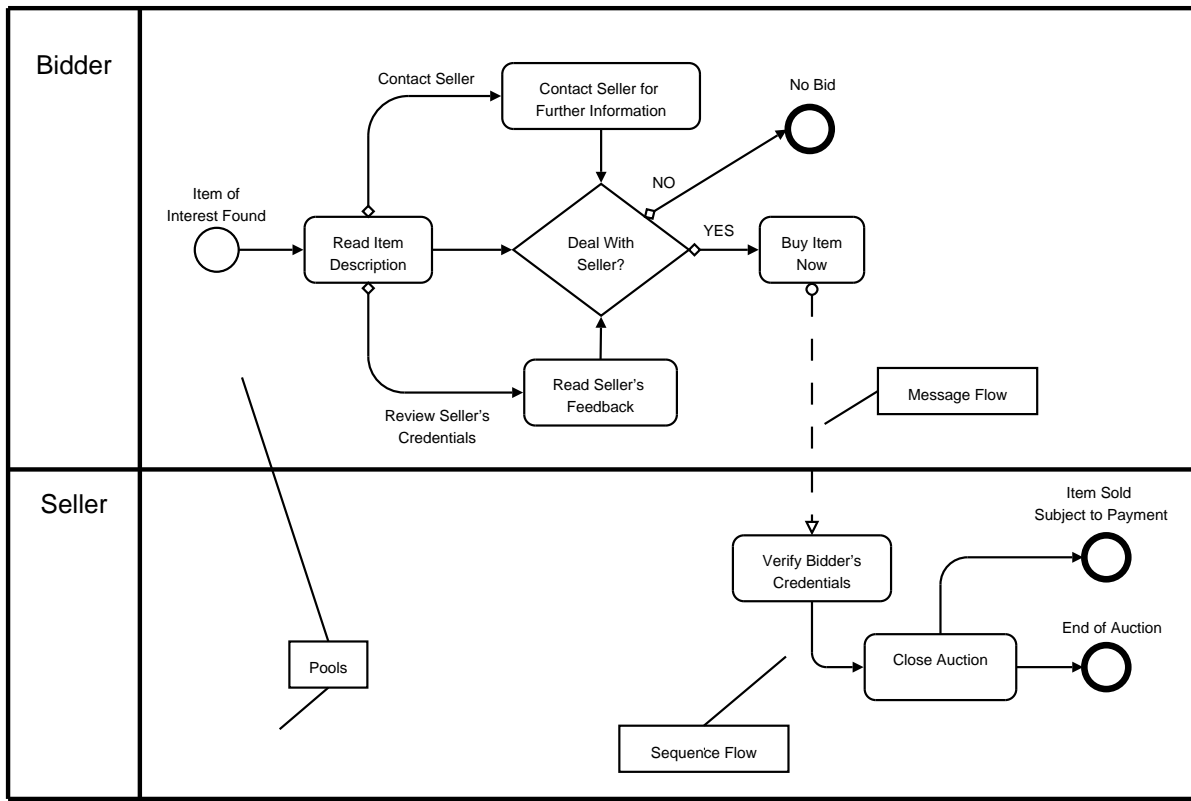 Bidder
Contact Seller
Contact Seller for
Further Information
No Bid
Item of
Interest Found
NO
Read Item
Description
Deal With
Seller?
YES
Buy Item
Now
Read Seller's
Feedback
Review Seller's
Credentials
Message Flow
Seller
Item Sold
Subject to Payment
Verify Bidder's
Credentials
End of Auction
Close Auction
Pools
Sequence Flow